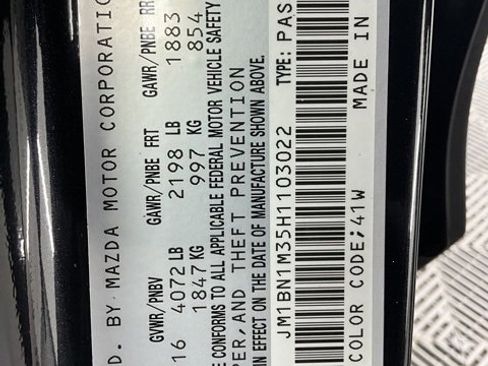 D. BY MAZDA MOTOR CORPORATIO
GVWR/PNBV GAWR/PNBE FRT GAWR/PNBE RR
16 4072 LB 2198 LB 1883
1847 KG 997 KG 854
E CONFORMS TO ALL APPLICABLE FEDERAL MOTOR VEHICLE SAFETY
PER, AND THEFT PREVENTION
IN EFFECT ON THE DATE OF MANUFACTURE SHOWN ABOVE.
JM1BN1M35H1103022 TYPE: PAS
COLOR CODE;41W MADE IN